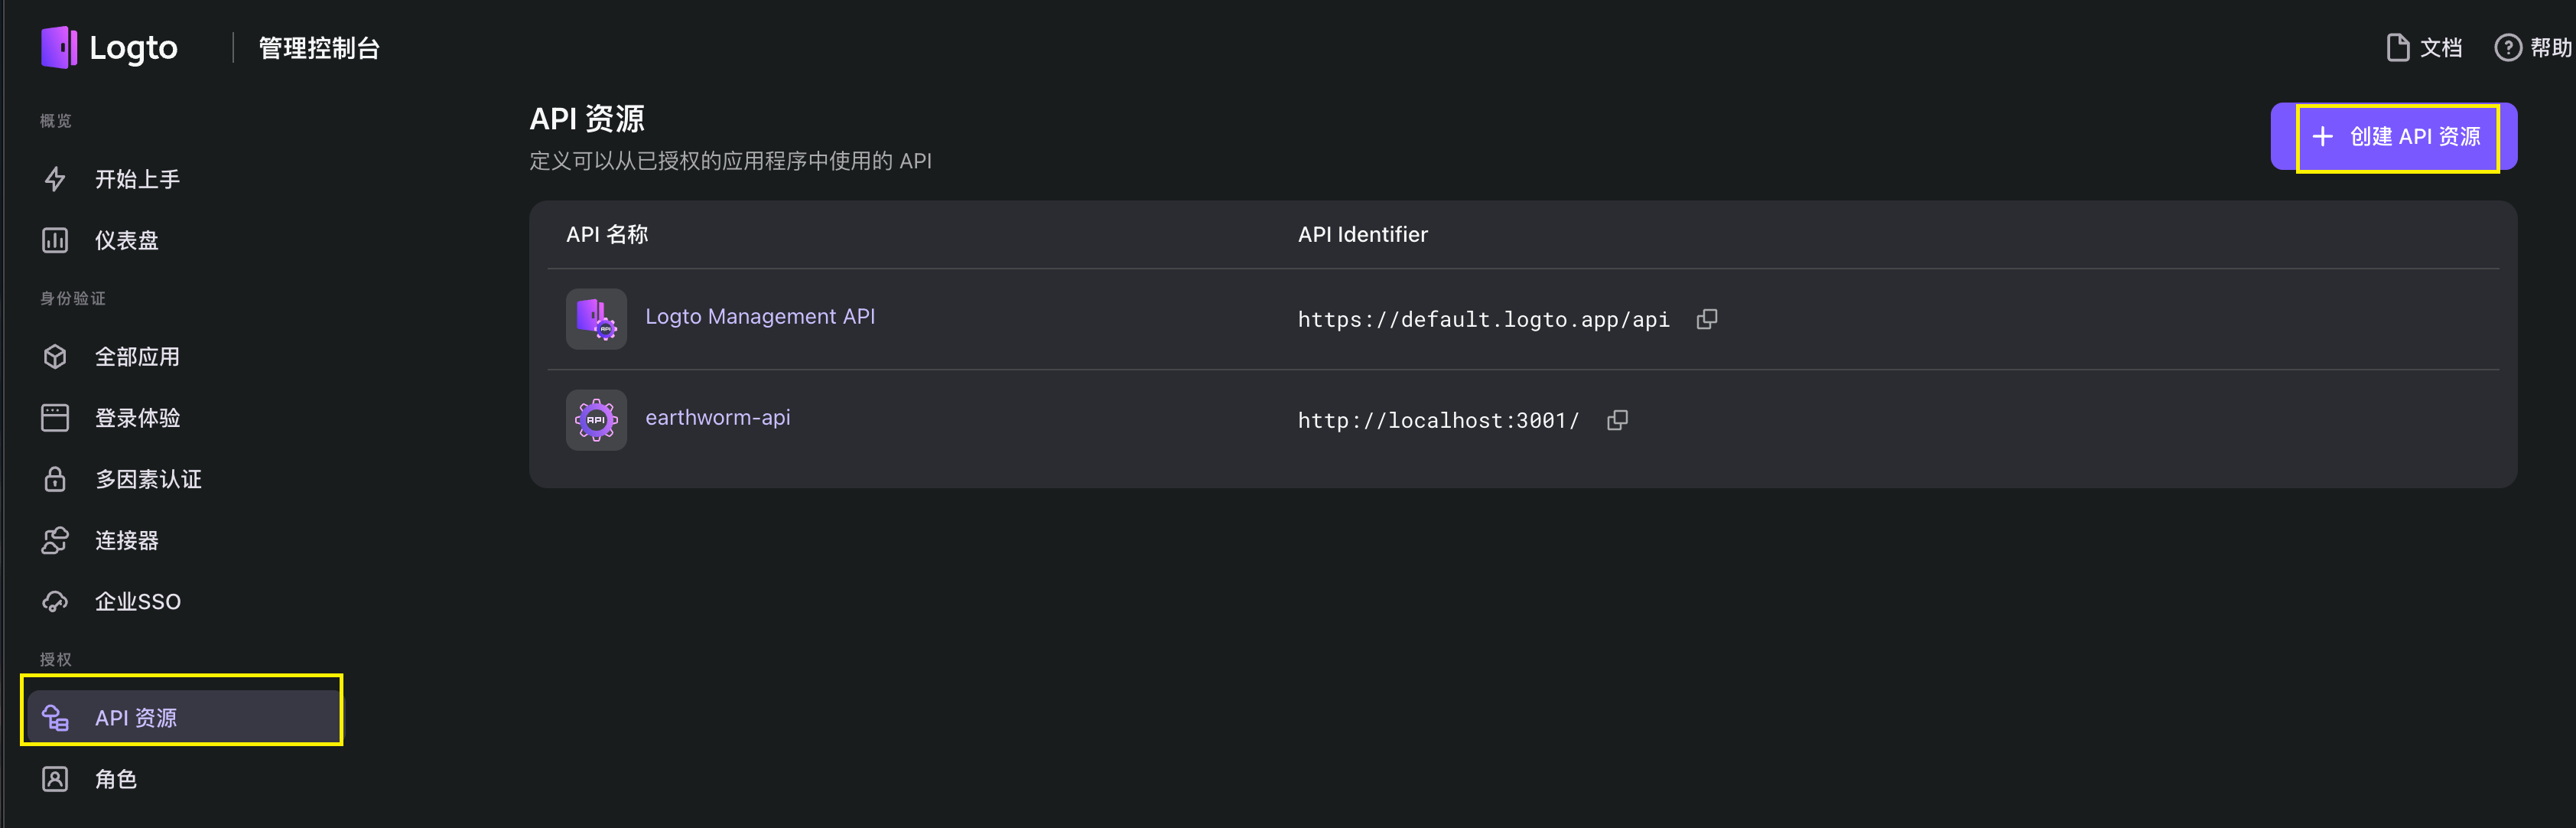 Logto
管理控制台
文档
帮助
概览
开始上手
仪表盘
身份验证
全部应用
登录体验
多因素认证
连接器
企业SSO
授权
API 资源
角色
API 资源
定义可以从已授权的应用程序中使用的 API
创建 API 资源
API 名称
API Identifier
API
Logto Management API
https://default.logto.app/api
API
earthworm-api
http://localhost:3001/